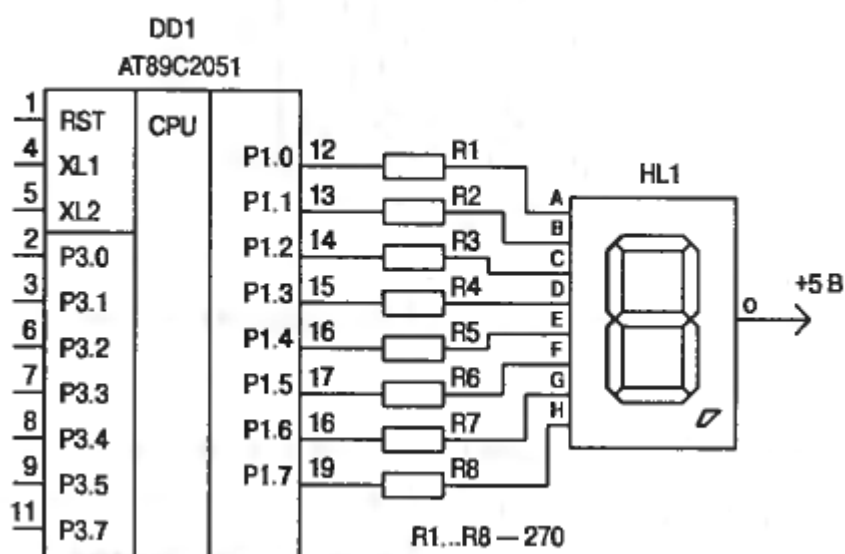 DD1
AT89C2051
1 RST CPU
4 XL1 P1.0 12 R1
5 XL2 P1.1 13 R2
2 P3.0 P1.2 14 R3
3 P3.1 P1.3 15 R4
6 P3.2 P1.4 16 R5
7 P3.3 P1.5 17 R6
8 P3.4 P1.6 16 R7
9 P3.5 P1.7 19 R8
11 P3.7
HL1
A
B
C
D
E
F
G
H
O +5 В
R1...R8 — 270